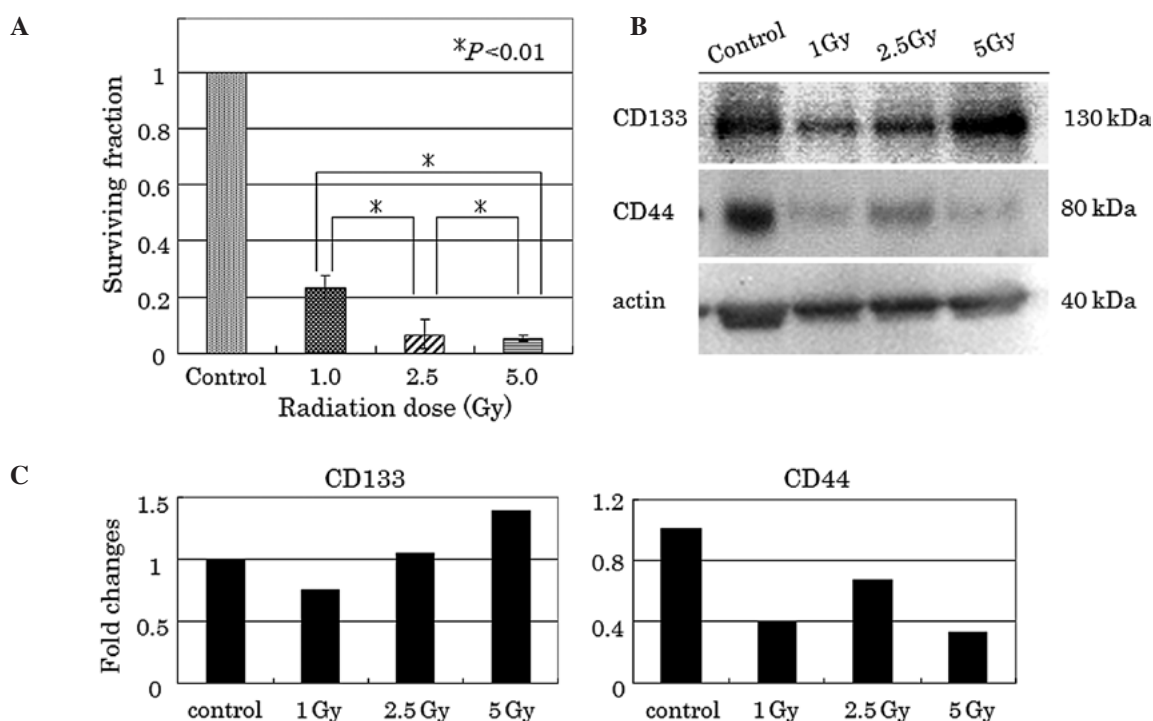 A
*P<0.01
1
0.8
0.6
0.4
0.2
0
Surviving fraction
*
*
*
Control
1.0
2.5
5.0
Radiation dose (Gy)
B
Control
1Gy
2.5Gy
5Gy
CD133
130 kDa
CD44
80 kDa
actin
40 kDa
C
CD133
Fold changes
1.5
1
0.5
0
control
1 Gy
2.5 Gy
5 Gy
CD44
1.2
0.8
0.4
0
control
1 Gy
2.5 Gy
5 Gy